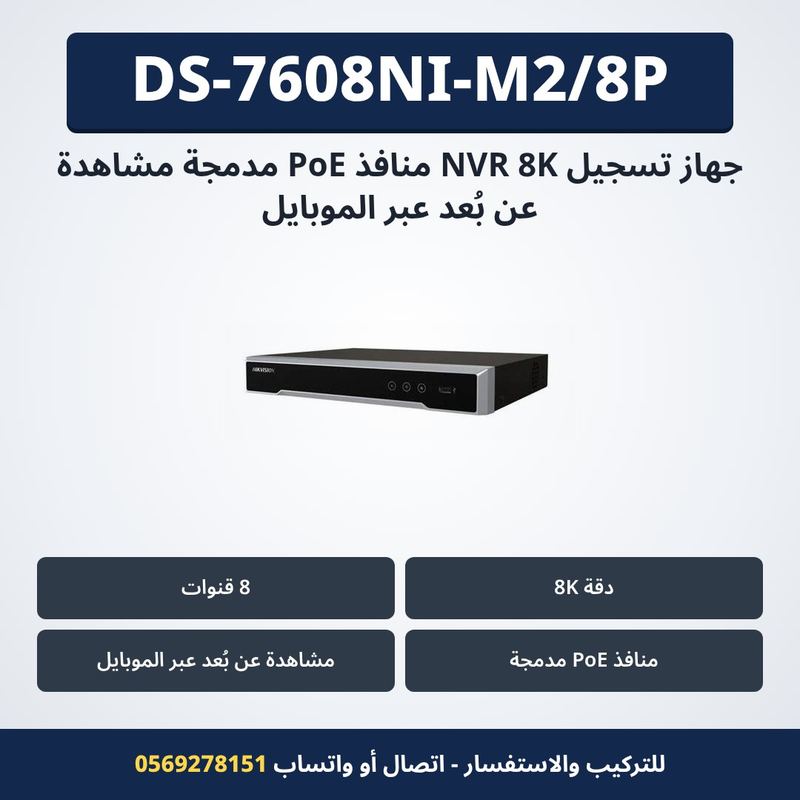 DS-7608NI-M2/8P
جهاز تسجيل NVR 8K منافذ PoE مدمجة مشاهدة
عن بُعد عبر الموبايل
HIKVISION
دقة 8K
8 قنوات
منافذ PoE مدمجة
مشاهدة عن بُعد عبر الموبايل
للتركيب والاستفسار - اتصال أو واتساب 0569278151